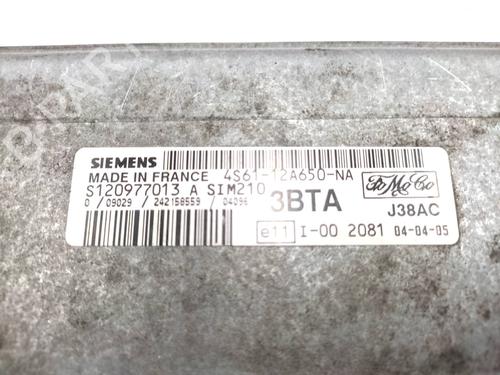 B-PARTS
SIEMENS
MADE IN FRANCE 4S61-12A650-NA
S120977013 A SIM210
0 / 09029 / 242158559 / 04096
3BTA
FoMoCo
J38AC
e11 I-00 2081 04-04-05